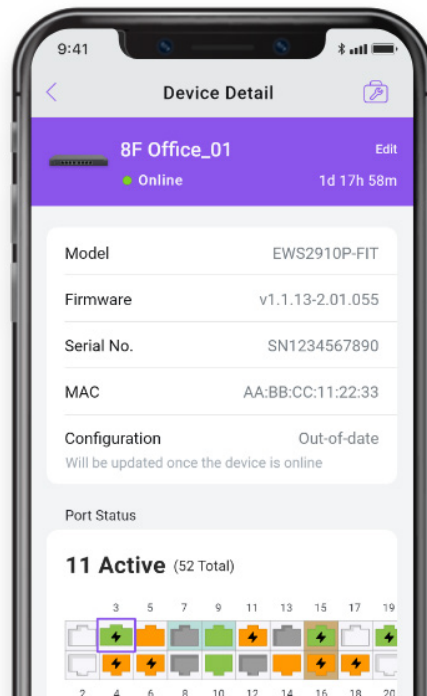 9:41
Device Detail
8F Office_01 Edit
Online 1d 17h 58m
Model EWS2910P-FIT
Firmware v1.1.13-2.01.055
Serial No. SN1234567890
MAC AA:BB:CC:11:22:33
Configuration Out-of-date
Will be updated once the device is online
Port Status
11 Active (52 Total)
3 5 7 9 11 13 15 17 19
2 4 6 8 10 12 14 16 18 20